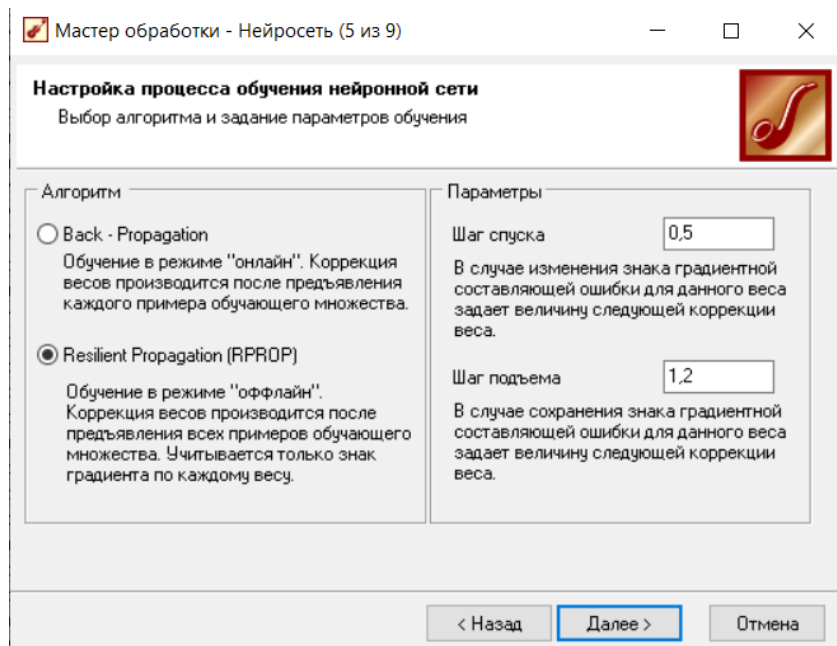 Мастер обработки - Нейросеть (5 из 9)
Настройка процесса обучения нейронной сети
Выбор алгоритма и задание параметров обучения
Алгоритм
Back - Propagation
Обучение в режиме "онлайн". Коррекция
весов производится после предъявления
каждого примера обучающего множества.
Resilient Propagation (RPROP)
Обучение в режиме "оффлайн".
Коррекция весов производится после
предъявления всех примеров обучающего
множества. Учитывается только знак
градиента по каждому весу.
Параметры
Шаг спуска 0,5
В случае изменения знака градиентной
составляющей ошибки для данного веса
задает величину следующей коррекции
веса.
Шаг подъема 1,2
В случае сохранения знака градиентной
составляющей ошибки для данного веса
задает величину следующей коррекции
веса.
< Назад Далее > Отмена